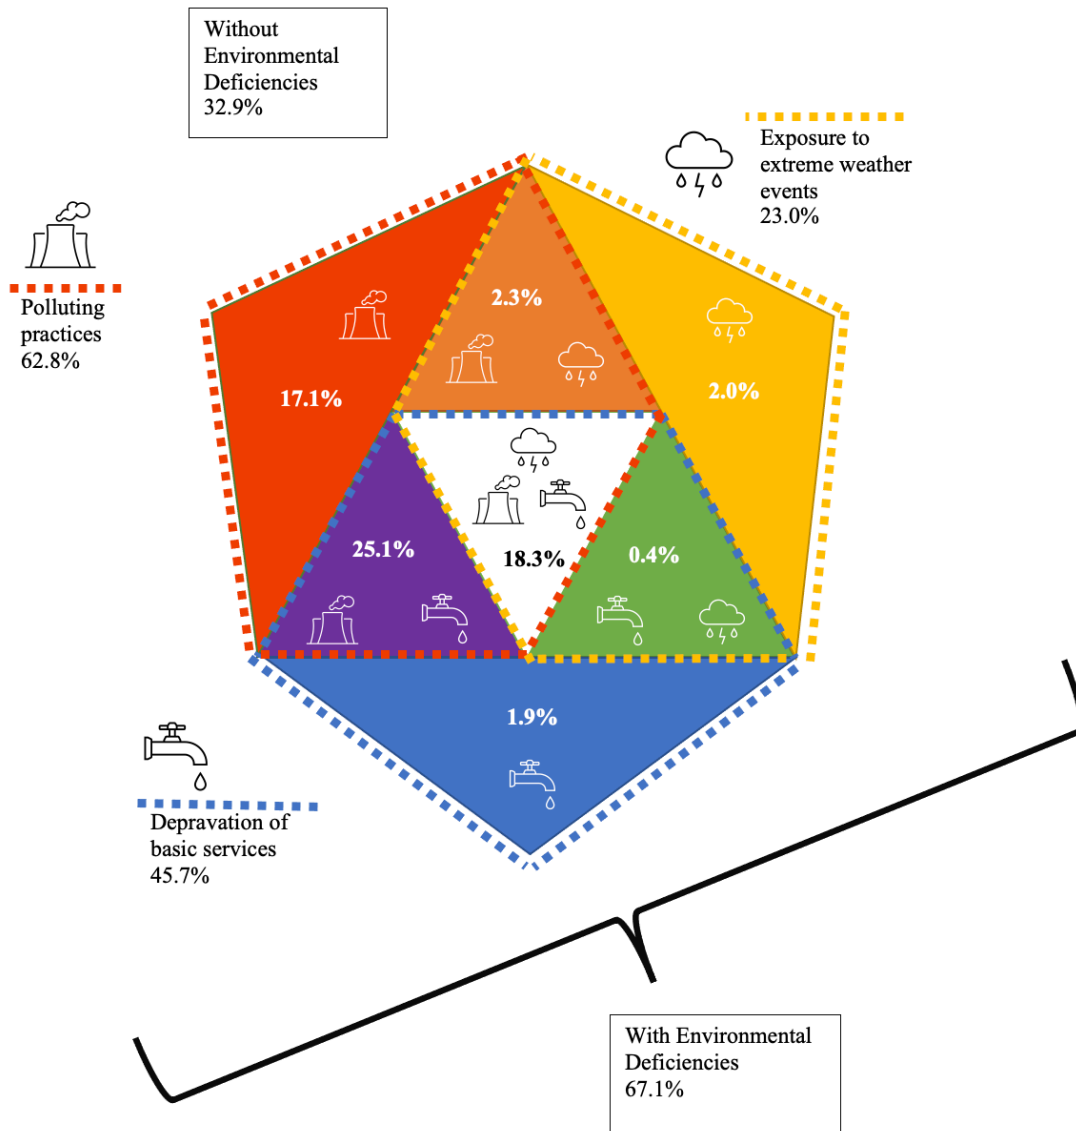 Without
Environmental
Deficiencies
32.9%
Exposure to
extreme weather
events
23.0%
Polluting
practices
62.8%
2.3%
17.1%
2.0%
25.1%
18.3%
0.4%
1.9%
Depravation of
basic services
45.7%
With Environmental
Deficiencies
67.1%